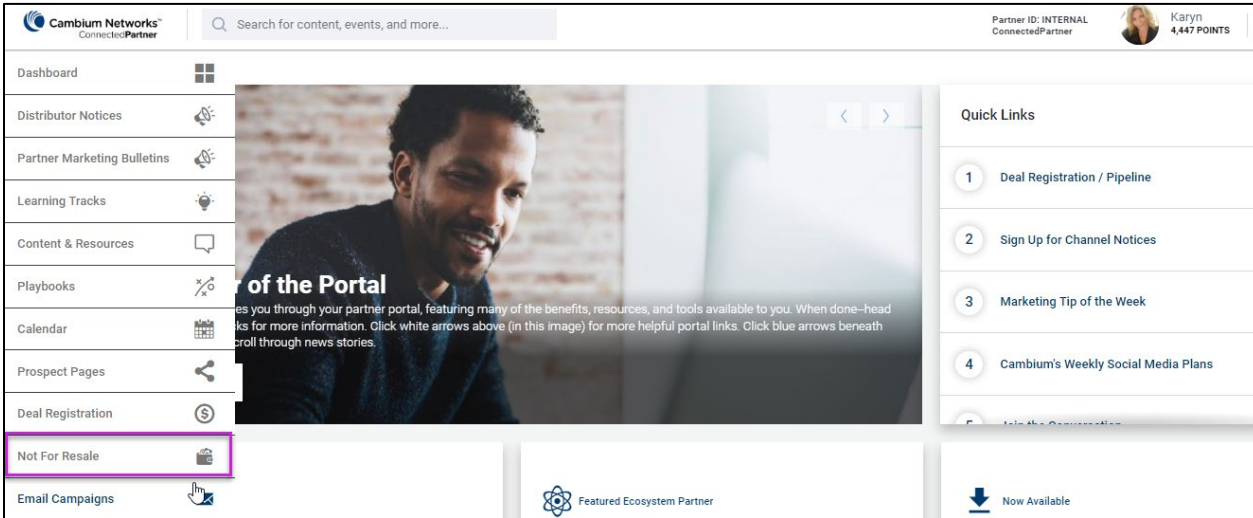 Cambium Networks™
ConnectedPartner
Search for content, events, and more...
Partner ID: INTERNAL
ConnectedPartner
Karyn
4,447 POINTS
Dashboard
Distributor Notices
Partner Marketing Bulletins
Learning Tracks
Content & Resources
Playbooks
Calendar
Prospect Pages
Deal Registration
Not For Resale
Email Campaigns
of the Portal
you through your partner portal, featuring many of the benefits, resources, and tools available to you. When done–head
for more information. Click white arrows above (in this image) for more helpful portal links. Click blue arrows beneath
through news stories.
Quick Links
1 Deal Registration / Pipeline
2 Sign Up for Channel Notices
3 Marketing Tip of the Week
4 Cambium's Weekly Social Media Plans
Featured Ecosystem Partner
Now Available